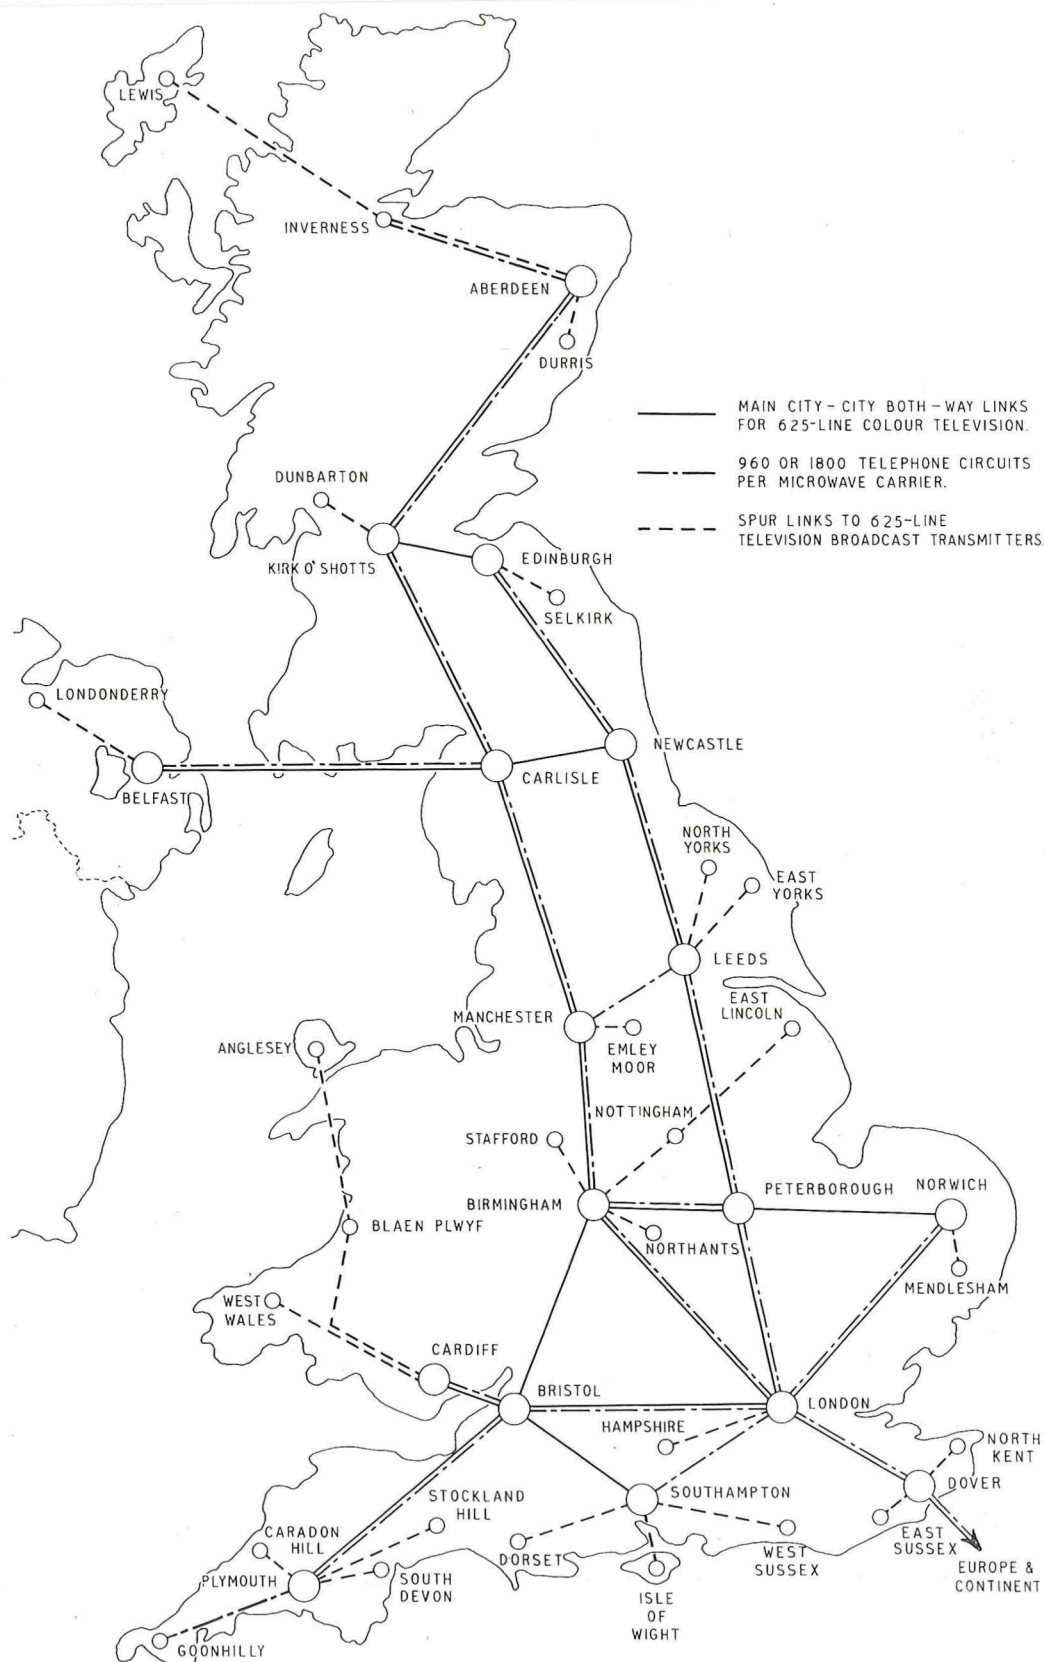 LEWIS
INVERNESS
ABERDEEN
DURRIS
MAIN CITY - CITY BOTH - WAY LINKS
FOR 625-LINE COLOUR TELEVISION.
960 OR 1800 TELEPHONE CIRCUITS
PER MICROWAVE CARRIER.
SPUR LINKS TO 625-LINE
TELEVISION BROADCAST TRANSMITTERS.
DUNBARTON
KIRK O' SHOTTS
EDINBURGH
SELKIRK
LONDONDERRY
BELFAST
CARLISLE
NEWCASTLE
NORTH
YORKS
EAST
YORKS
LEEDS
EAST
LINCOLN
MANCHESTER
EMLEY
MOOR
ANGLESEY
NOTTINGHAM
STAFFORD
BIRMINGHAM
PETERBOROUGH
NORWICH
BLAEN PLWYF
NORTHANTS
MENDLESHAM
WEST
WALES
CARDIFF
BRISTOL
LONDON
HAMPSHIRE
NORTH
KENT
DOVER
STOCKLAND
HILL
SOUTHAMPTON
CARADON
HILL
DORSET
WEST
SUSSEX
EAST
SUSSEX
EUROPE &
CONTINENT
PLYMOUTH
SOUTH
DEVON
ISLE
OF
WIGHT
GOONHILLY